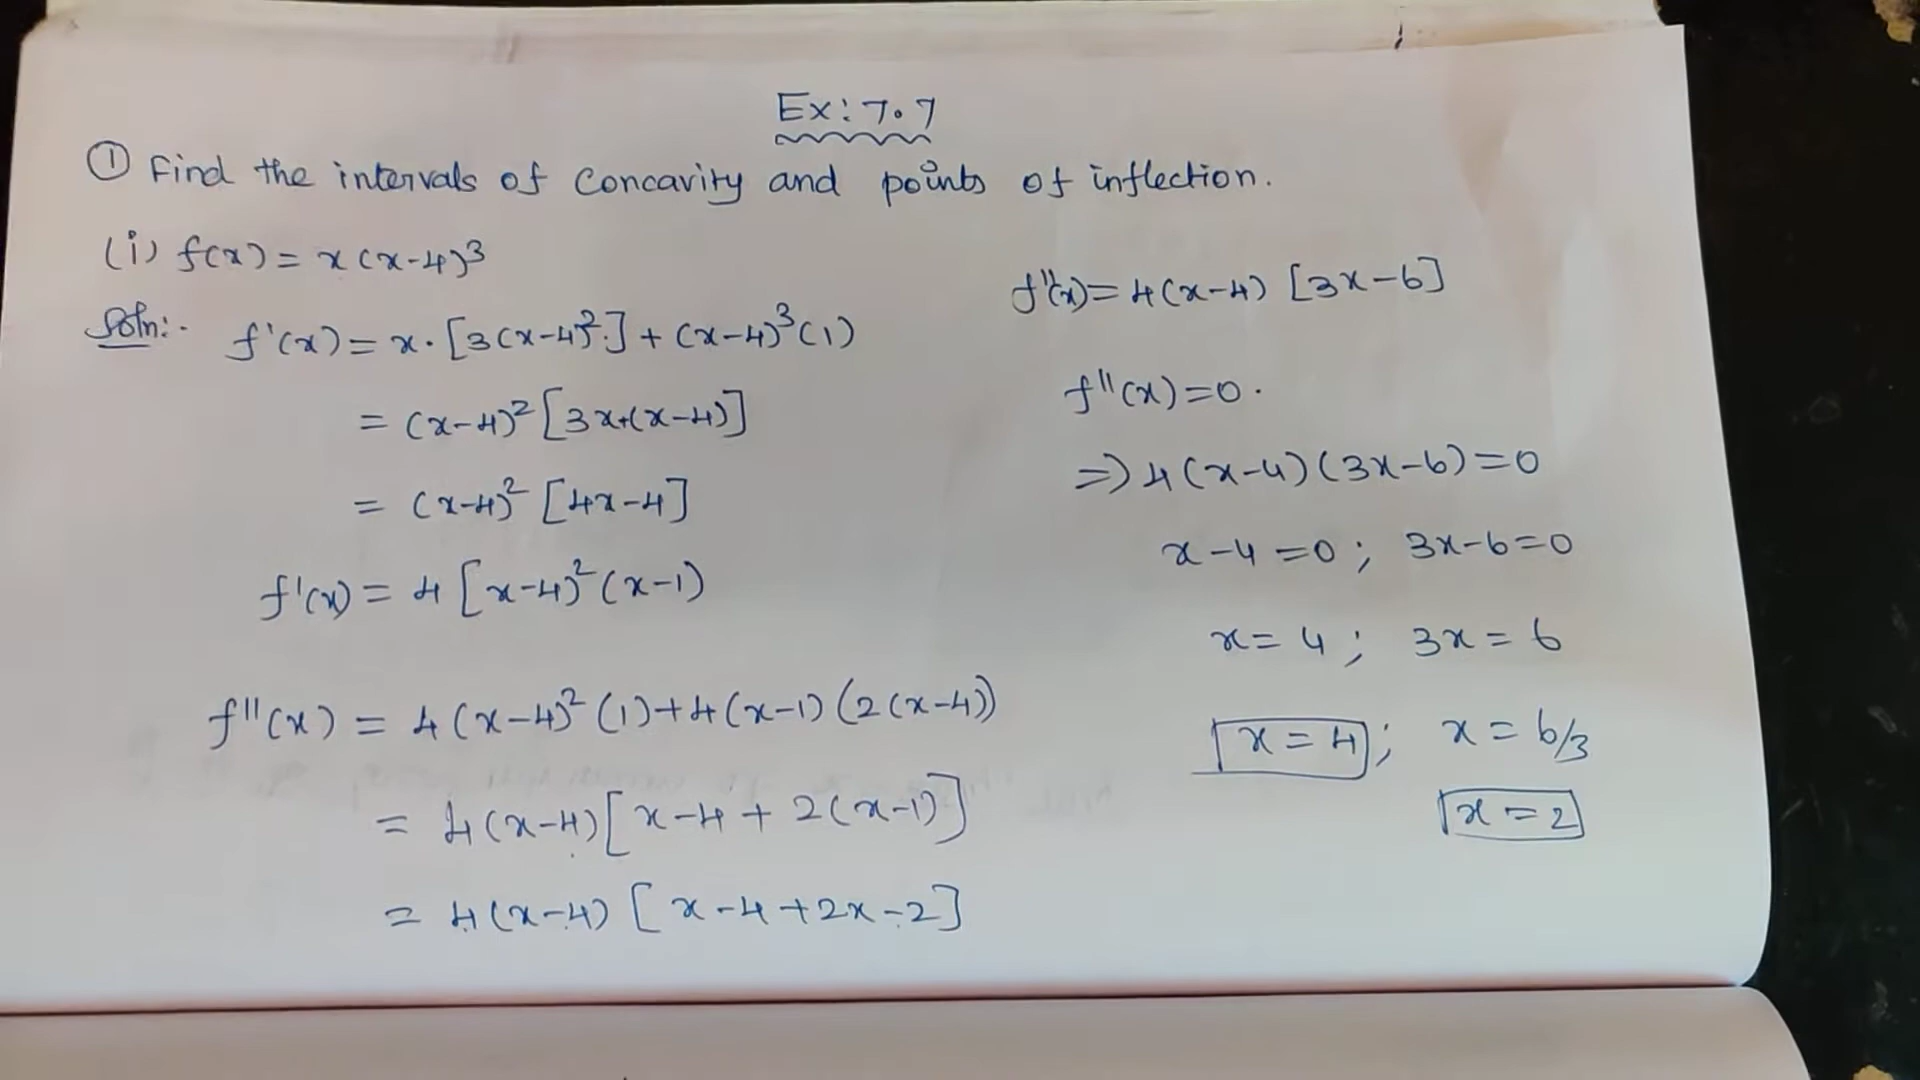 Ex: 7.7
① Find the intervals of Concavity and points of inflection.
(i) f(x) = x(x-4)³
Soln:-
f'(x) = x·[3(x-4)²] + (x-4)³(1)
= (x-4)² [3x+(x-4)]
= (x-4)² [4x-4]
f'(x) = 4 [x-4)² (x-1)
f''(x) = 4(x-4)² (1)+4(x-1) (2(x-4))
= 4(x-4)[x-4+2(x-1)]
= 4(x-4) [x-4+2x-2]
f''(x) = 4(x-4) [3x-6]
f''(x)=0.
⇒ 4(x-4)(3x-6)=0
x-4=0; 3x-6=0
x=4; 3x=6
x=4; x=6/3
x=2